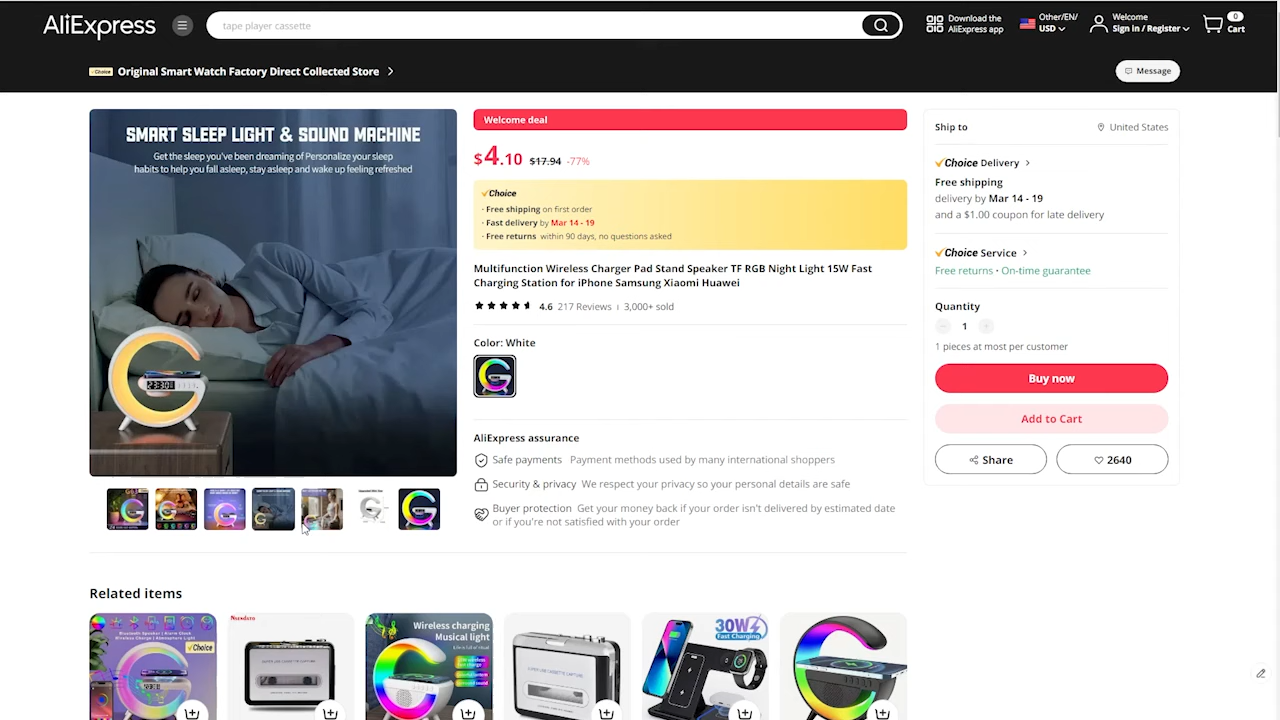 AliExpress
tape player cassette
Download the
AliExpress app
Other/EN/
USD
Welcome
Sign in / Register
0
Cart
Choice
Original Smart Watch Factory Direct Collected Store
Message
SMART SLEEP LIGHT & SOUND MACHINE
Get the sleep you've been dreaming of Personalize your sleep
habits to help you fall asleep, stay asleep and wake up feeling refreshed
23:30
Welcome deal
$4.10 $17.94 -77%
Choice
· Free shipping on first order
· Fast delivery by Mar 14 - 19
· Free returns within 90 days, no questions asked
Multifunction Wireless Charger Pad Stand Speaker TF RGB Night Light 15W Fast
Charging Station for iPhone Samsung Xiaomi Huawei
4.6 217 Reviews | 3,000+ sold
Color: White
AliExpress assurance
Safe payments Payment methods used by many international shoppers
Security & privacy We respect your privacy so your personal details are safe
Buyer protection Get your money back if your order isn't delivered by estimated date
or if you're not satisfied with your order
Ship to United States
Choice Delivery
Free shipping
delivery by Mar 14 - 19
and a $1.00 coupon for late delivery
Choice Service
Free returns · On-time guarantee
Quantity
- 1 +
1 pieces at most per customer
Buy now
Add to Cart
Share
2640
Related items
Bluetooth Speaker | Alarm Clock
Wireless Charge | Atmosphere Light
Choice
Wireless charging
Musical light
30W
Fast Charging